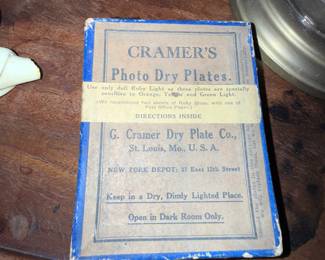 CRAMER'S
Photo Dry Plates.
Use only dull Ruby Light as these plates are specially
sensitive to Orange, Yellow and Green Light.
(We recommend two sheets of Ruby Glass, with one of
Post Office Paper.)
DIRECTIONS INSIDE
G. Cramer Dry Plate Co.,
St. Louis, Mo., U. S. A.
NEW YORK DEPOT: 32 East 12th Street
Keep in a Dry, Dimly Lighted Place.
Open in Dark Room Only.